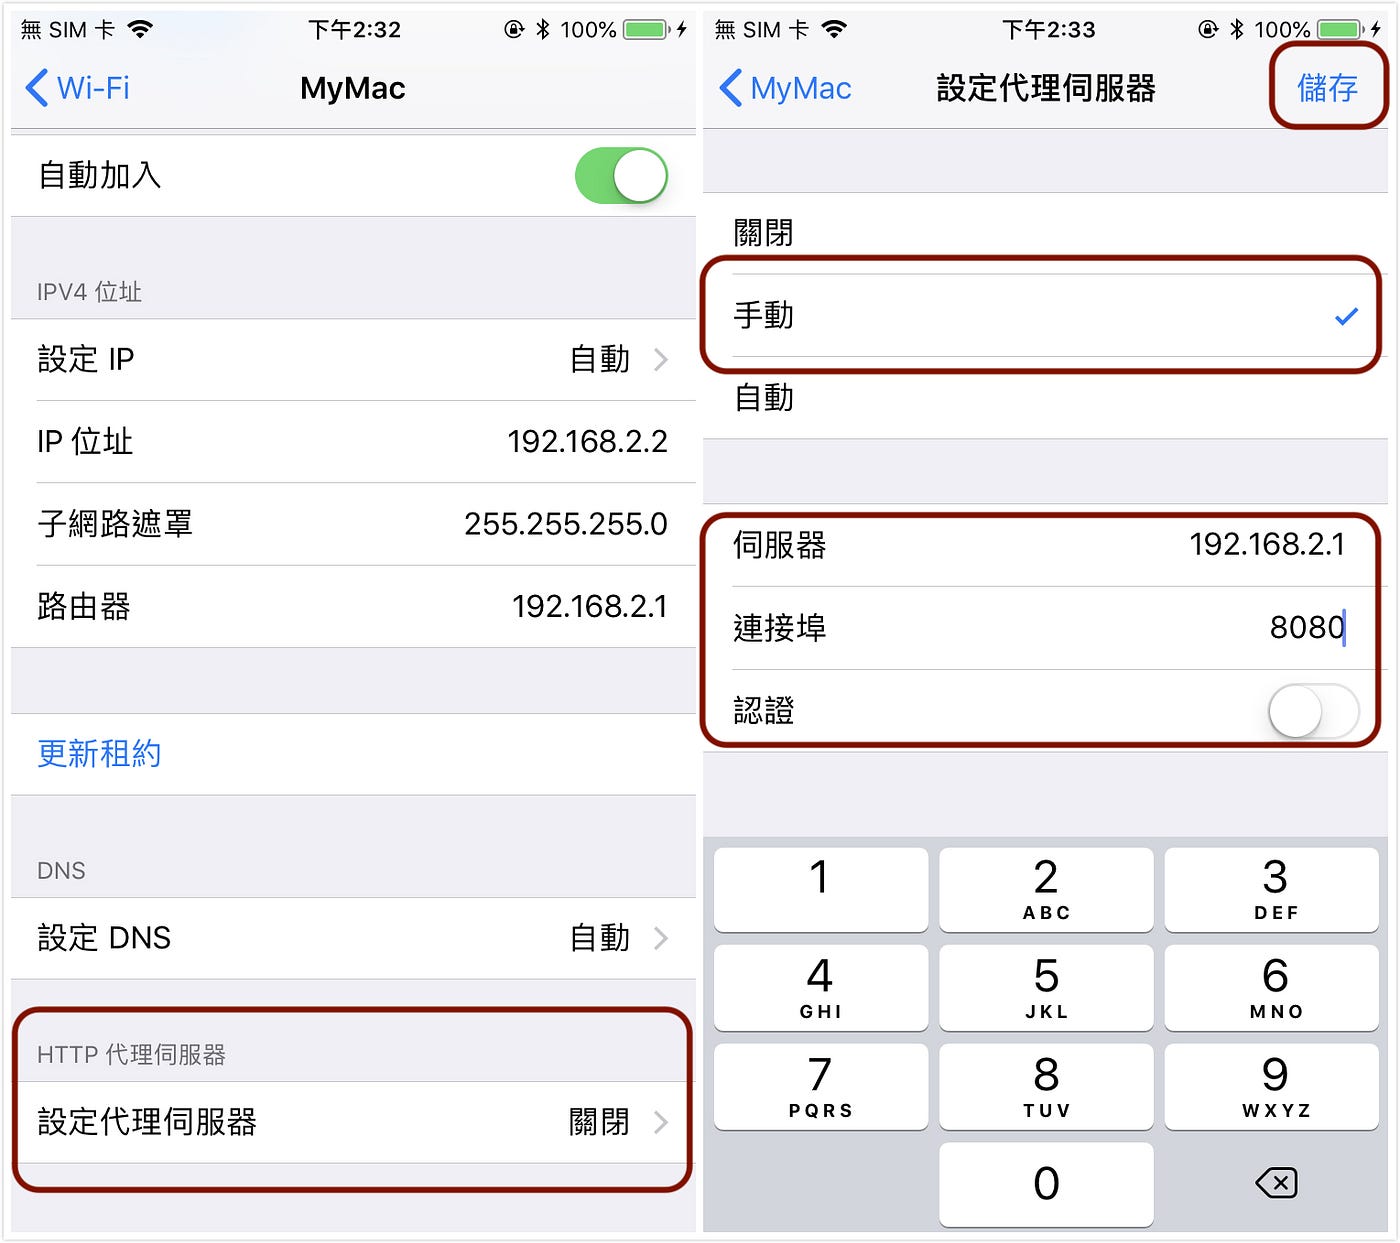 無 SIM 卡 下午2:32 100%
Wi-Fi MyMac
自動加入
IPV4 位址
設定 IP 自動
IP 位址 192.168.2.2
子網路遮罩 255.255.255.0
路由器 192.168.2.1
更新租約
DNS
設定 DNS 自動
HTTP 代理伺服器
設定代理伺服器 關閉
無 SIM 卡 下午2:33 100%
MyMac 設定代理伺服器 儲存
關閉
手動
自動
伺服器 192.168.2.1
連接埠 8080
認證
1 2 3
ABC DEF
4 5 6
GHI JKL MNO
7 8 9
PQRS TUV WXYZ
0